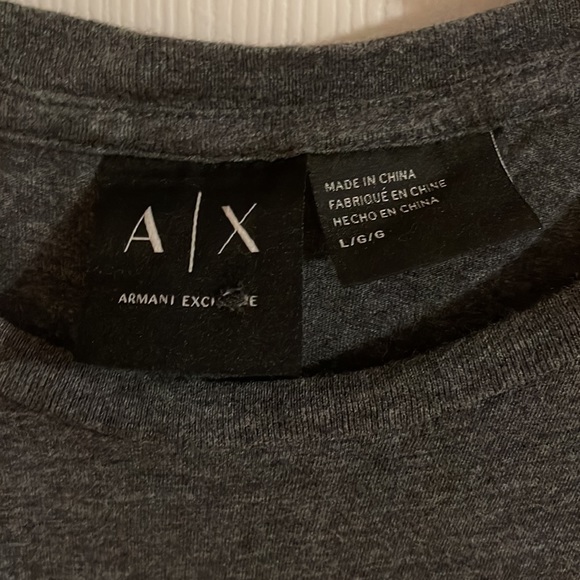 A|X
ARMANI
MADE IN CHINA
FABRIQUÉ EN CHINE
HECHO EN CHINA
L/G/G